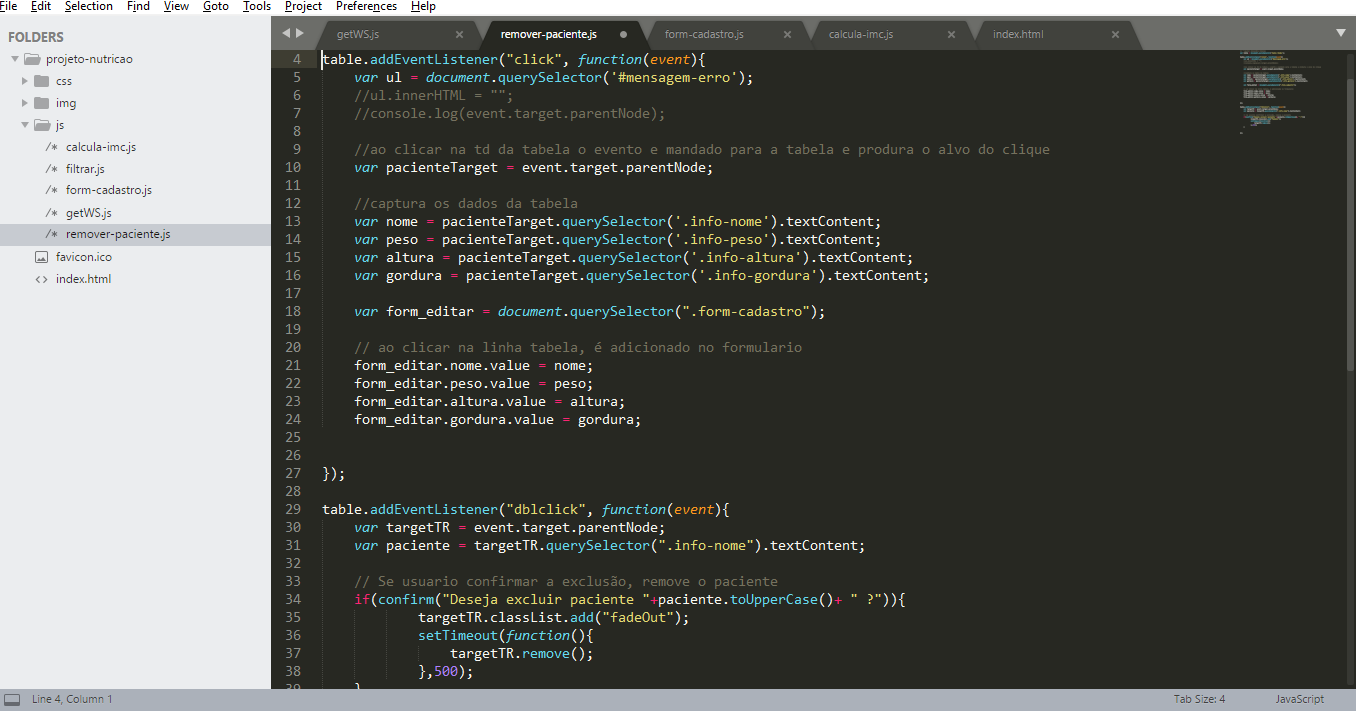 File Edit Selection Find View Goto Tools Project Preferences Help
FOLDERS
projeto-nutricao
css
img
js
/* calcula-imc.js
/* filtrar.js
/* form-cadastro.js
/* getWS.js
/* remover-paciente.js
favicon.ico
<> index.html
getWS.js × remover-paciente.js ● form-cadastro.js × calcula-imc.js × index.html ×
4 table.addEventListener("click", function(event){
5 var ul = document.querySelector('#mensagem-erro');
6 //ul.innerHTML = "";
7 //console.log(event.target.parentNode);
8
9 //ao clicar na td da tabela o evento e mandado para a tabela e produra o alvo do clique
10 var pacienteTarget = event.target.parentNode;
11
12 //captura os dados da tabela
13 var nome = pacienteTarget.querySelector('.info-nome').textContent;
14 var peso = pacienteTarget.querySelector('.info-peso').textContent;
15 var altura = pacienteTarget.querySelector('.info-altura').textContent;
16 var gordura = pacienteTarget.querySelector('.info-gordura').textContent;
17
18 var form_editar = document.querySelector(".form-cadastro");
19
20 // ao clicar na linha tabela, é adicionado no formulario
21 form_editar.nome.value = nome;
22 form_editar.peso.value = peso;
23 form_editar.altura.value = altura;
24 form_editar.gordura.value = gordura;
25
26
27 });
28
29 table.addEventListener("dblclick", function(event){
30 var targetTR = event.target.parentNode;
31 var paciente = targetTR.querySelector(".info-nome").textContent;
32
33 // Se usuario confirmar a exclusão, remove o paciente
34 if(confirm("Deseja excluir paciente "+paciente.toUpperCase()+ " ?")){
35 targetTR.classList.add("fadeOut");
36 setTimeout(function(){
37 targetTR.remove();
38 },500);
39 }
Line 4, Column 1 Tab Size: 4 JavaScript